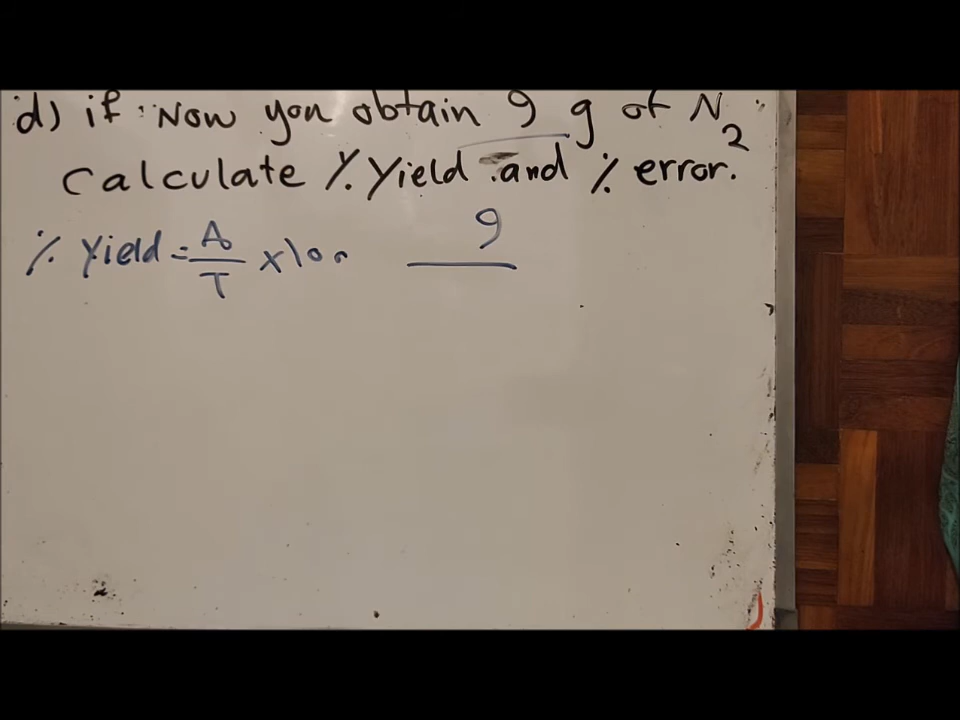 d) if Now you obtain 9 g of N₂
Calculate % Yield and % error.
% Yield = A/T x100 9